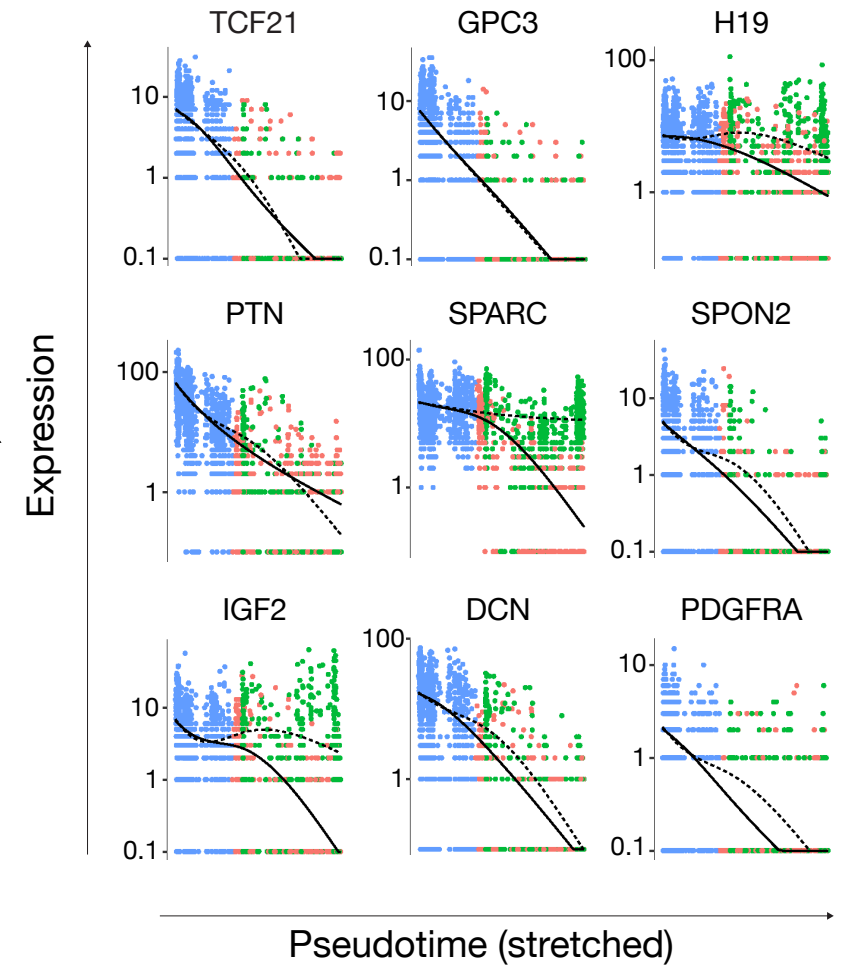 TCF21 GPC3 H19
10 10 100
1 1 1
0.1 0.1
PTN SPARC SPON2
100 100 10
1 1 1
0.1
IGF2 DCN PDGFRA
10 100 10
1 1 1
0.1 0.1
Expression
Pseudotime (stretched)